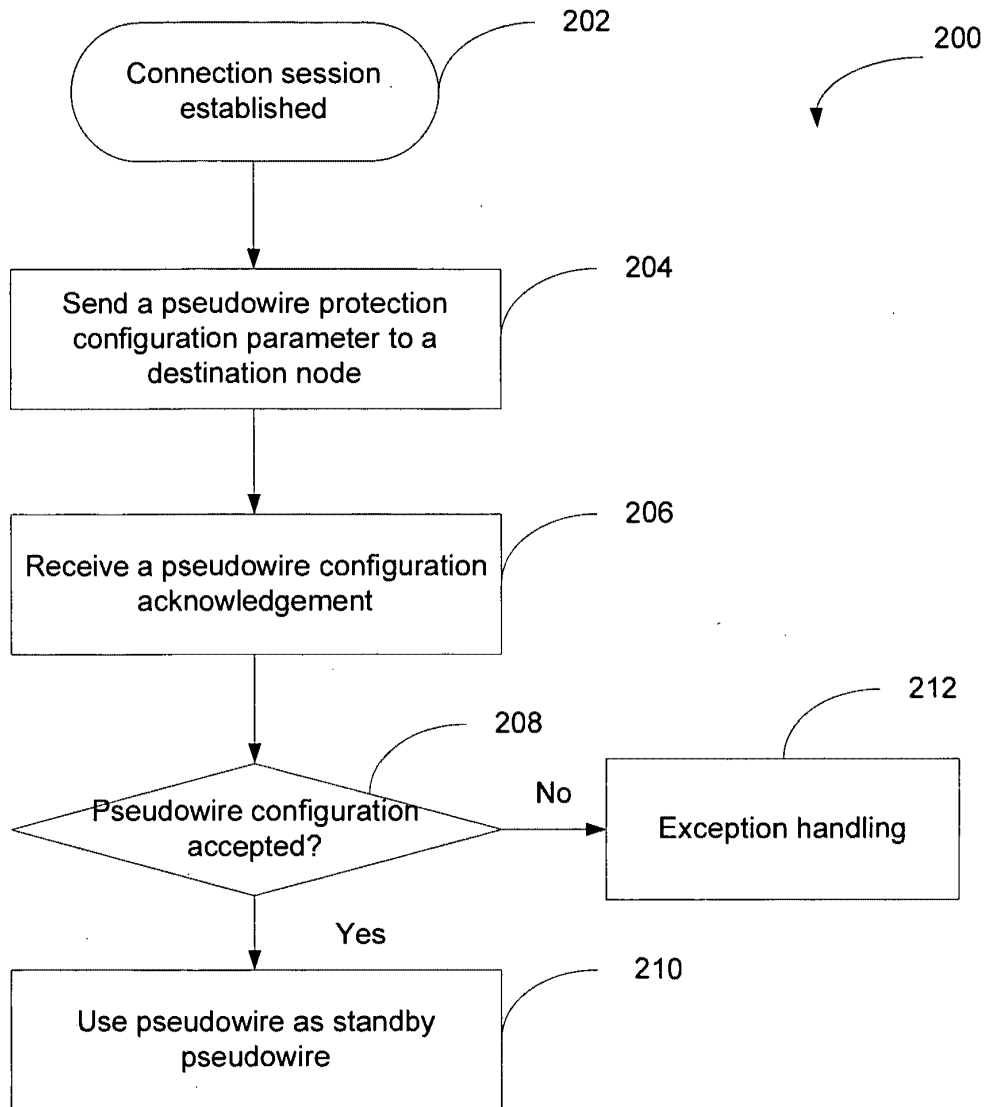 202
200
Connection session
established
204
Send a pseudowire protection
configuration parameter to a
destination node
206
Receive a pseudowire configuration
acknowledgement
212
208
Pseudowire configuration
accepted?
No
Exception handling
Yes
210
Use pseudowire as standby
pseudowire